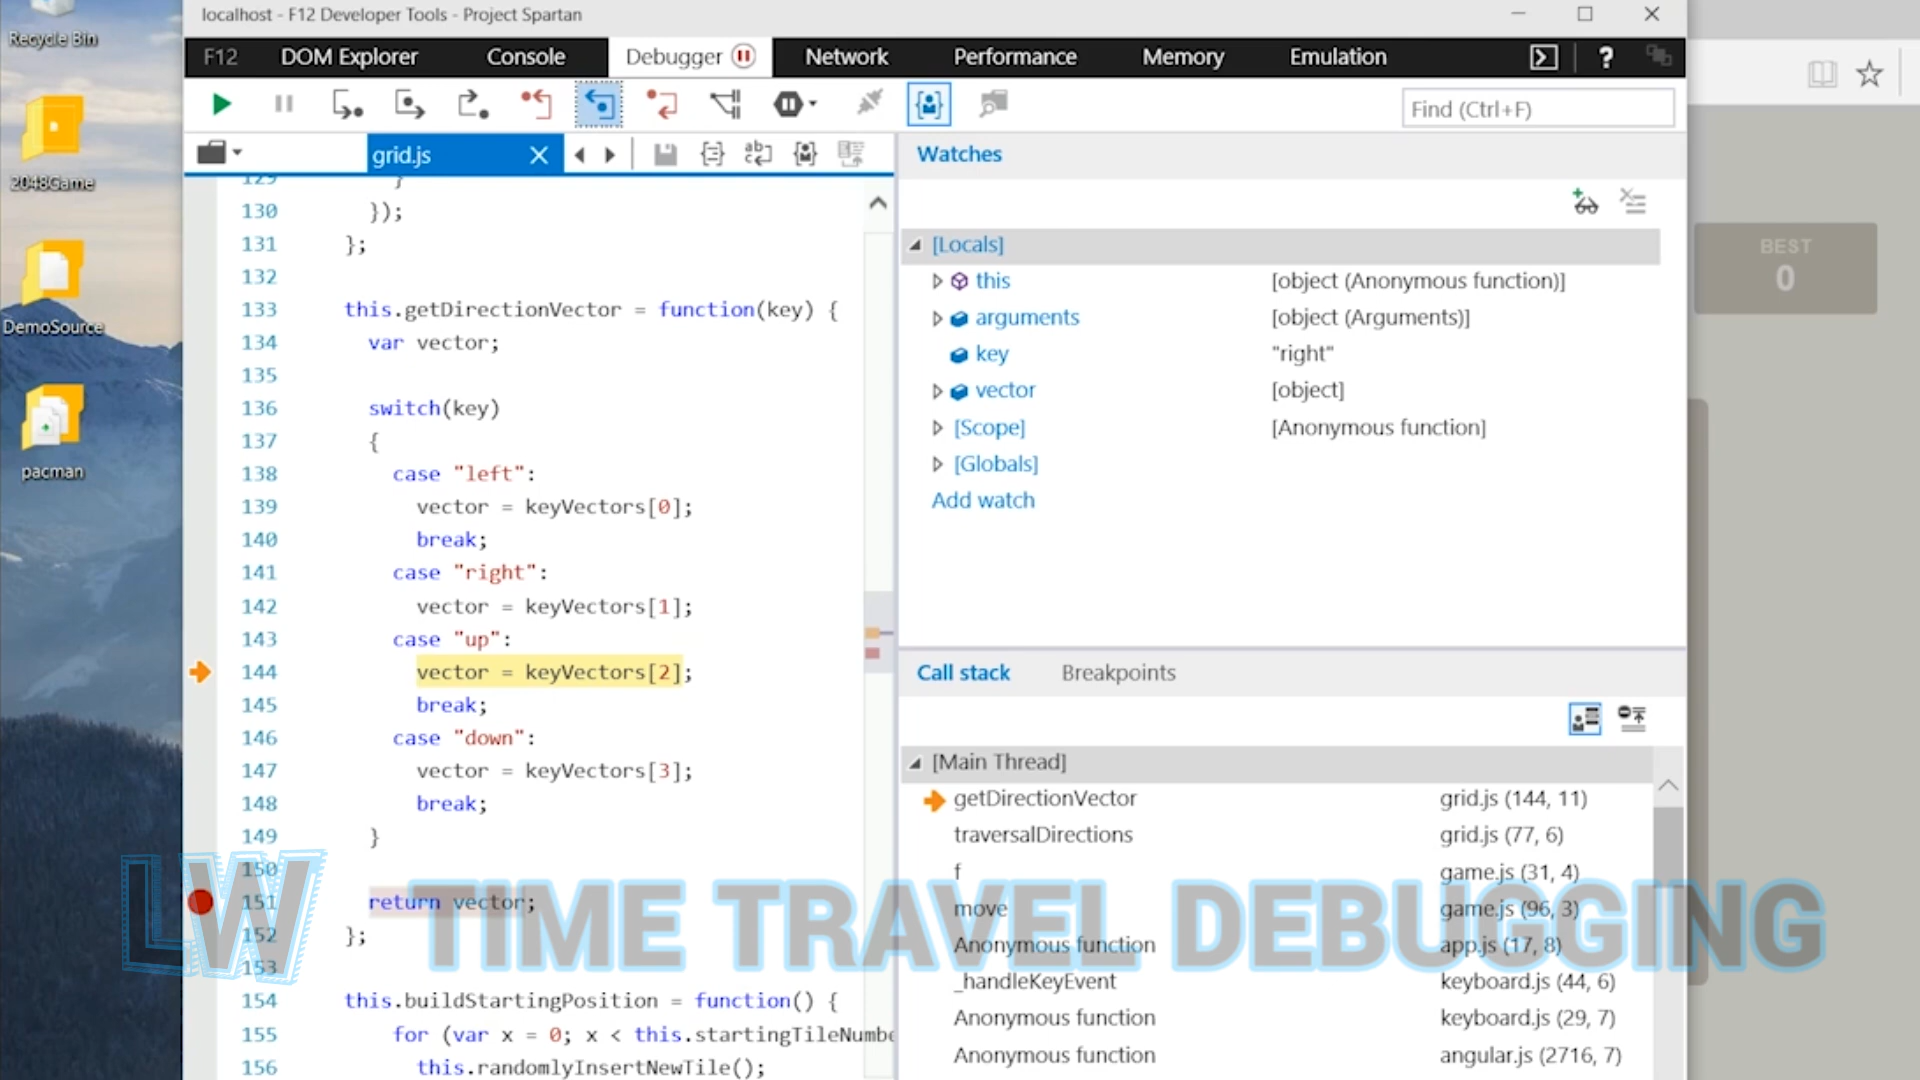 localhost - F12 Developer Tools - Project Spartan
Recycle Bin
F12 DOM Explorer Console Debugger Network Performance Memory Emulation ?
Find (Ctrl+F)
grid.js
Watches
2048Game
DemoSource
pacman
BEST
0
129 }
130 });
131 };
132
133 this.getDirectionVector = function(key) {
134 var vector;
135
136 switch(key)
137 {
138 case "left":
139 vector = keyVectors[0];
140 break;
141 case "right":
142 vector = keyVectors[1];
143 case "up":
144 vector = keyVectors[2];
145 break;
146 case "down":
147 vector = keyVectors[3];
148 break;
149 }
150
151 return vector;
152 };
153
154 this.buildStartingPosition = function() {
155 for (var x = 0; x < this.startingTileNumbe
156 this.randomlyInsertNewTile();
[Locals]
this [object (Anonymous function)]
arguments [object (Arguments)]
key "right"
vector [object]
[Scope] [Anonymous function]
[Globals]
Add watch
Call stack Breakpoints
[Main Thread]
getDirectionVector grid.js (144, 11)
traversalDirections grid.js (77, 6)
f game.js (31, 4)
move game.js (96, 3)
Anonymous function app.js (17, 8)
_handleKeyEvent keyboard.js (44, 6)
Anonymous function keyboard.js (29, 7)
Anonymous function angular.js (2716, 7)
LW TIME TRAVEL DEBUGGING